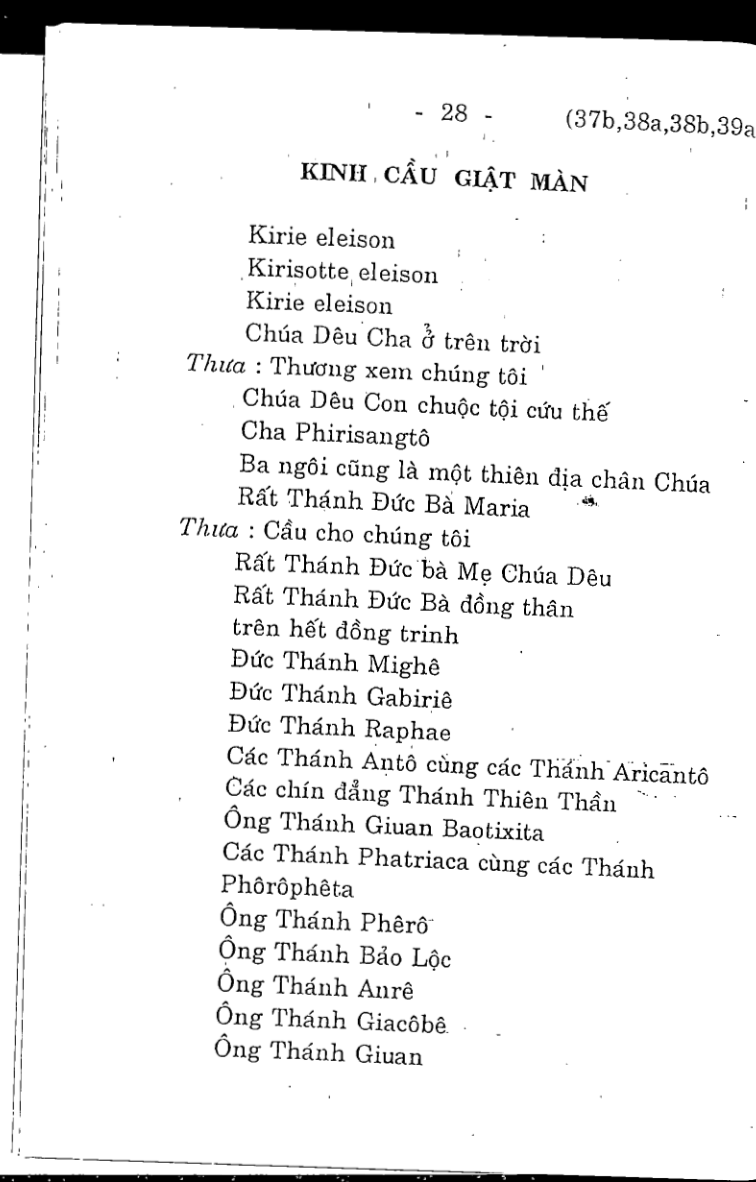 - 28 - (37b,38a,38b,39a
KINH CẦU GIẬT MÀN
Kirie eleison
Kirisotte eleison
Kirie eleison
Chúa Dêu Cha ở trên trời
Thưa : Thương xem chúng tôi
Chúa Dêu Con chuộc tội cứu thế
Cha Phirisangtô
Ba ngôi cũng là một thiên địa chân Chúa
Rất Thánh Đức Bà Maria
Thưa : Cầu cho chúng tôi
Rất Thánh Đức bà Mẹ Chúa Dêu
Rất Thánh Đức Bà đồng thân
trên hết đồng trinh
Đức Thánh Mighê
Đức Thánh Gabiriê
Đức Thánh Raphae
Các Thánh Antô cùng các Thánh Aricantô
Các chín đẳng Thánh Thiên Thần
Ông Thánh Giuan Baotixita
Các Thánh Phatriaca cùng các Thánh
Phôrôphêta
Ông Thánh Phêrô
Ông Thánh Bảo Lộc
Ông Thánh Anrê
Ông Thánh Giacôbê
Ông Thánh Giuan